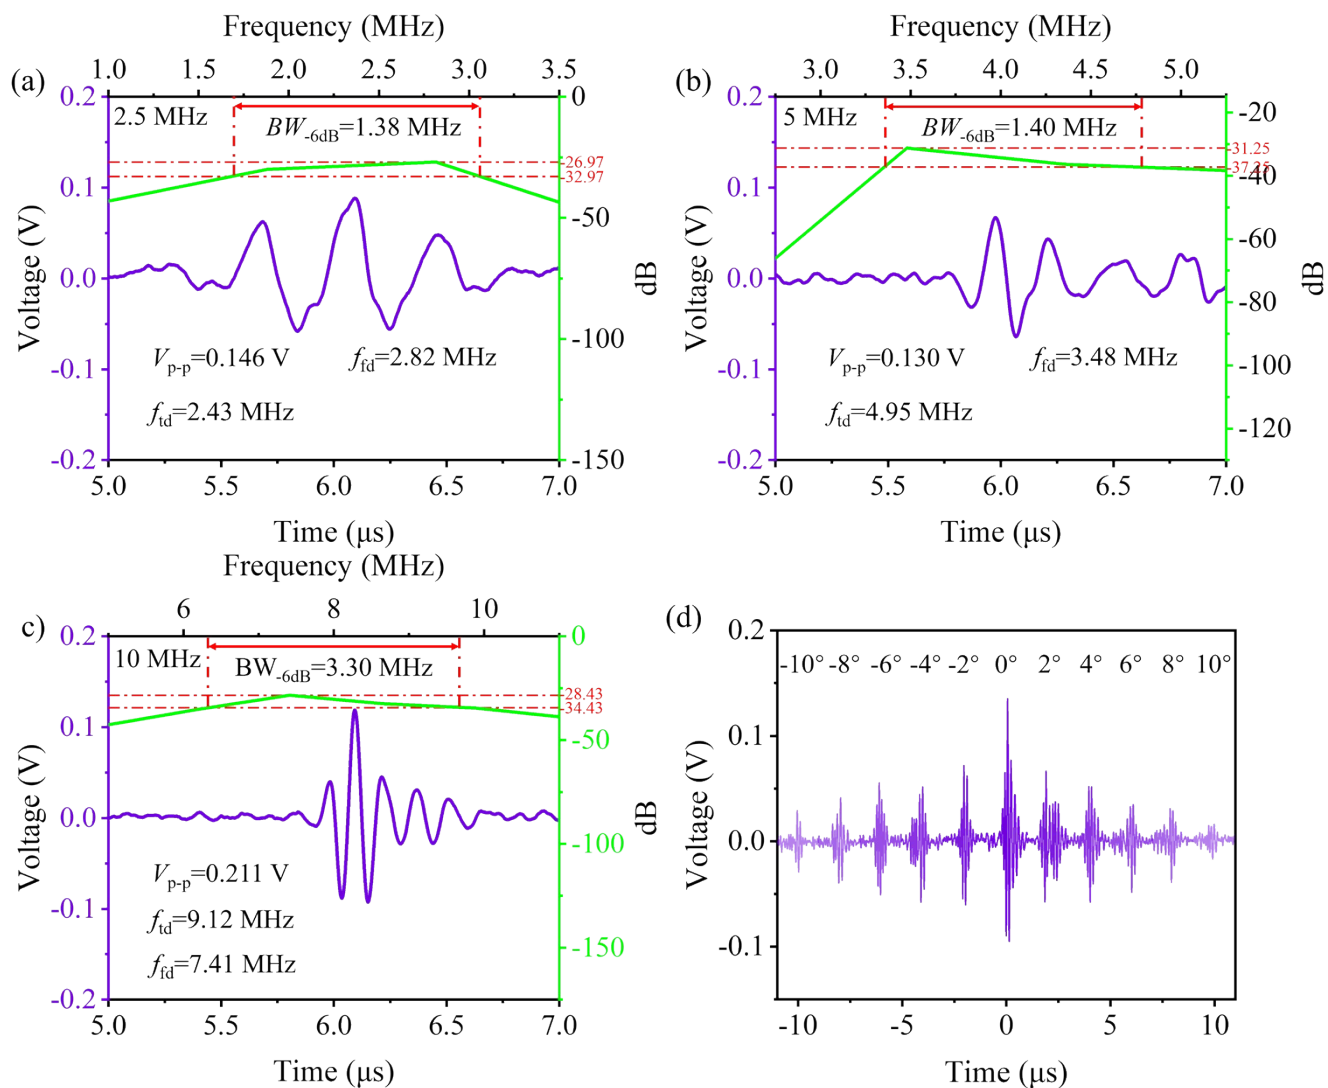 Frequency (MHz)
(a)
1.0 1.5 2.0 2.5 3.0 3.5
0.2
0.1
0.0
-0.1
-0.2
Voltage (V)
2.5 MHz
BW-6dB=1.38 MHz
-26.97
-32.97
Vp-p=0.146 V
ffd=2.82 MHz
ftd=2.43 MHz
0
-50
-100
-150
dB
5.0 5.5 6.0 6.5 7.0
Time (μs)
Frequency (MHz)
(b)
3.0 3.5 4.0 4.5 5.0
0.2
0.1
0.0
-0.1
-0.2
Voltage (V)
5 MHz
BW-6dB=1.40 MHz
-31.25
-37.25
Vp-p=0.130 V
ffd=3.48 MHz
ftd=4.95 MHz
-20
-40
-60
-80
-100
-120
dB
5.0 5.5 6.0 6.5 7.0
Time (μs)
Frequency (MHz)
c)
6 8 10
0.2
0.1
0.0
-0.1
-0.2
Voltage (V)
10 MHz
BW-6dB=3.30 MHz
-28.43
-34.43
Vp-p=0.211 V
ftd=9.12 MHz
ffd=7.41 MHz
0
-50
-100
-150
dB
5.0 5.5 6.0 6.5 7.0
Time (μs)
(d)
0.2
0.1
0.0
-0.1
Voltage (V)
-10° -8° -6° -4° -2° 0° 2° 4° 6° 8° 10°
-10 -5 0 5 10
Time (μs)